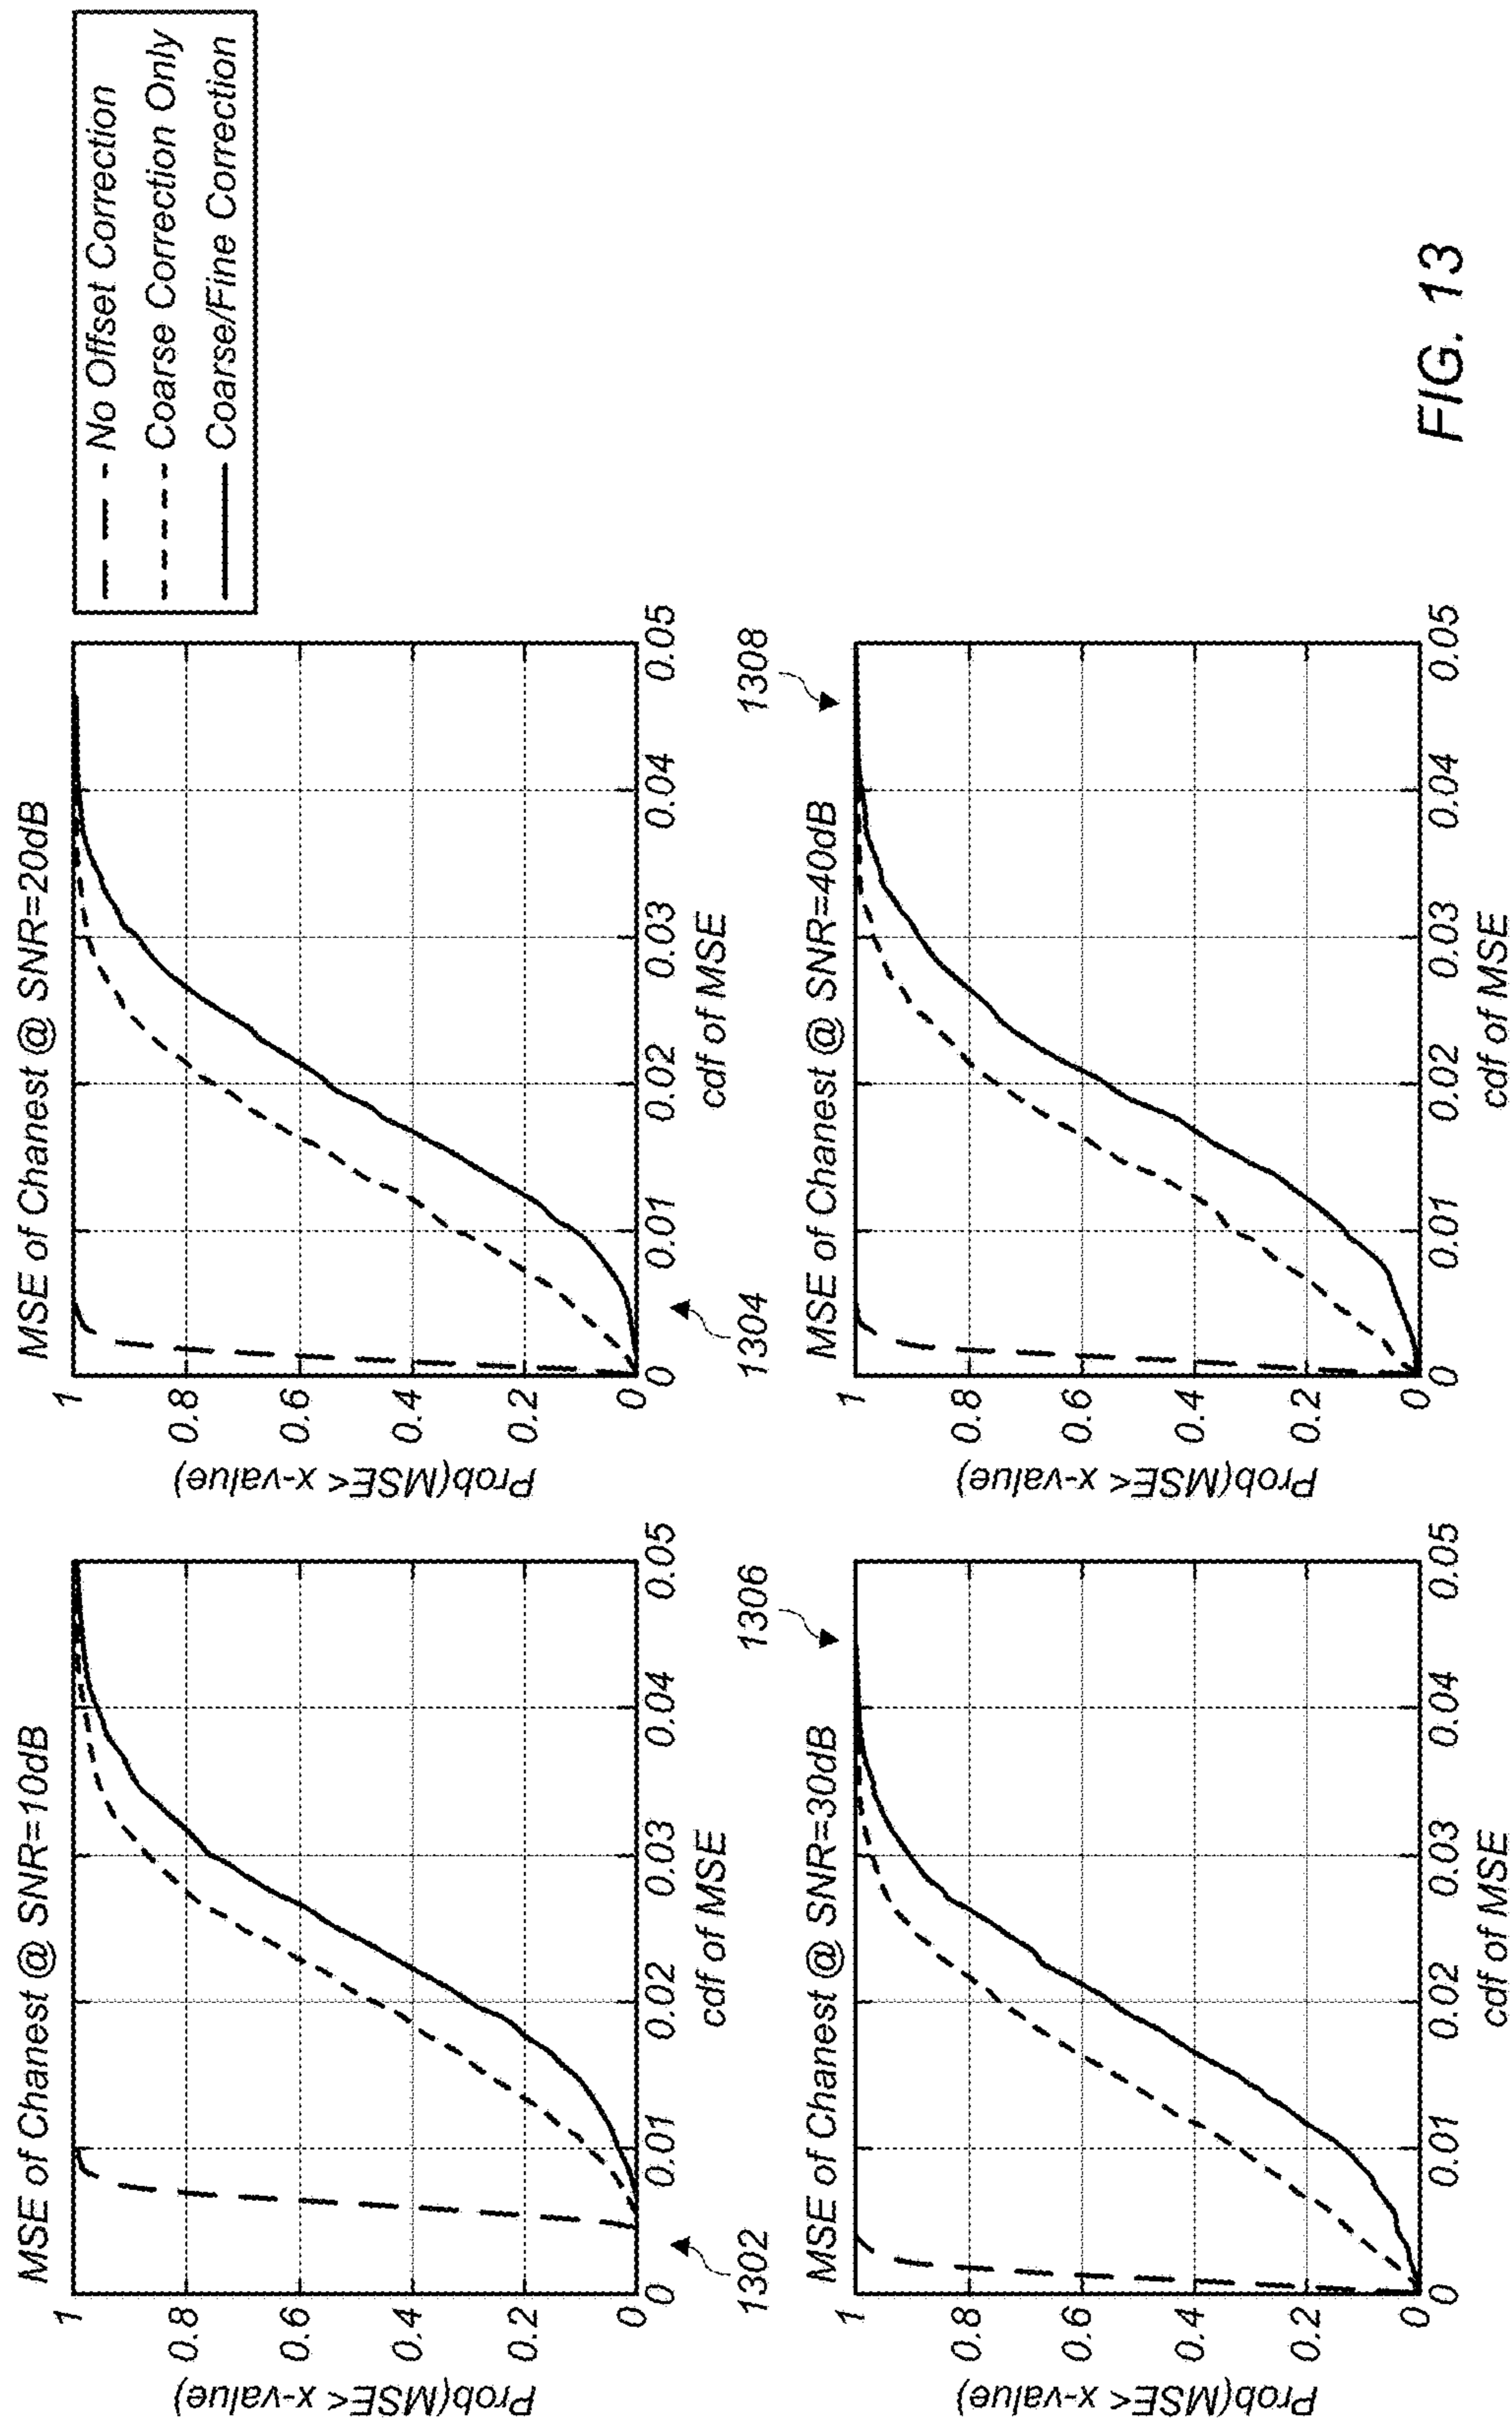 MSE of Chanest @ SNR=10dB
Prob(MSE< x-value)
1
0.8
0.6
0.4
0.2
0
0 0.01 0.02 0.03 0.04 0.05
cdf of MSE
1302
MSE of Chanest @ SNR=20dB
Prob(MSE< x-value)
1
0.8
0.6
0.4
0.2
0
0 0.01 0.02 0.03 0.04 0.05
cdf of MSE
1304
No Offset Correction
Coarse Correction Only
Coarse/Fine Correction
MSE of Chanest @ SNR=30dB
1306
Prob(MSE< x-value)
1
0.8
0.6
0.4
0.2
0
0 0.01 0.02 0.03 0.04 0.05
cdf of MSE
MSE of Chanest @ SNR=40dB
1308
Prob(MSE< x-value)
1
0.8
0.6
0.4
0.2
0
0 0.01 0.02 0.03 0.04 0.05
cdf of MSE
FIG. 13